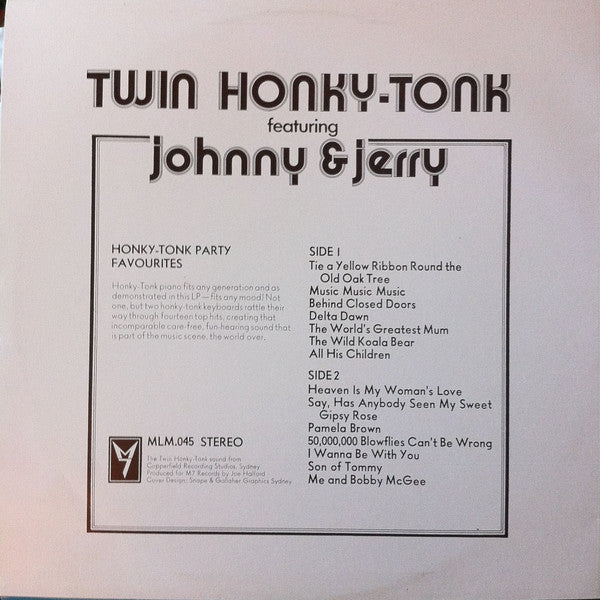 TWIN HONKY-TONK
featuring
johnny & jerry
HONKY-TONK PARTY
FAVOURITES
Honky-Tonk piano fits any generation and as
demonstrated in this LP — fits any mood! Not
one, but two honky-tonk keyboards rattle their
way through fourteen top hits, creating that
incomparable care-free, fun-hearing sound that
is part of the music scene, the world over.
SIDE 1
Tie a Yellow Ribbon Round the
Old Oak Tree
Music Music Music
Behind Closed Doors
Delta Dawn
The World's Greatest Mum
The Wild Koala Bear
All His Children
SIDE 2
Heaven Is My Woman's Love
Say, Has Anybody Seen My Sweet
Gipsy Rose
Pamela Brown
50,000,000 Blowflies Can't Be Wrong
I Wanna Be With You
Son of Tommy
Me and Bobby McGee
MLM.045 STEREO
The Twin Honky-Tonk sound from
Copperfield Recording Studios, Sydney
Produced for M7 Records by Joe Halford
Cover Design: Snape & Gallaher Graphics Sydney